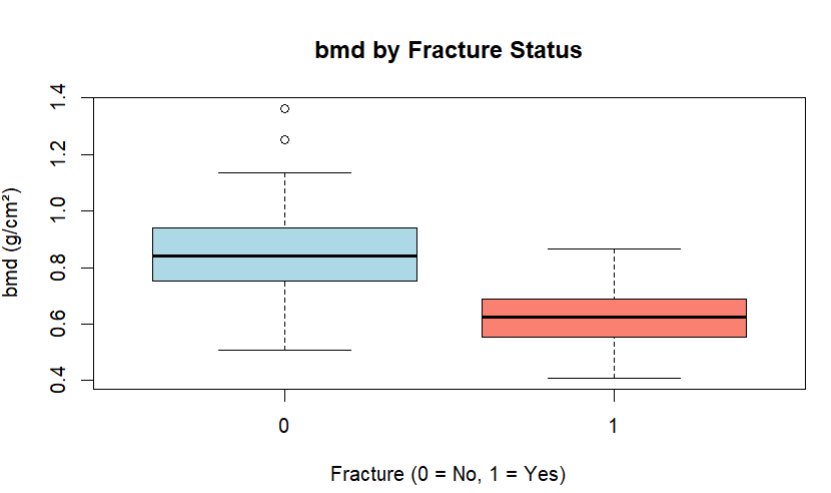 bmd by Fracture Status
bmd (g/cm²)
1.4
1.2
1.0
0.8
0.6
0.4
0
1
Fracture (0 = No, 1 = Yes)